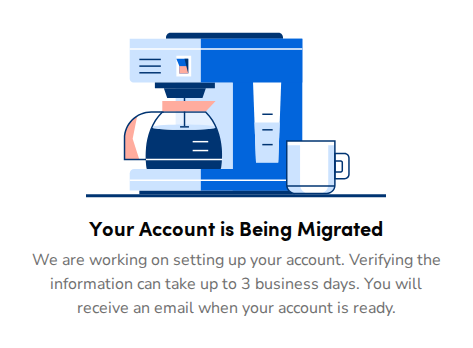 Your Account is Being Migrated
We are working on setting up your account. Verifying the
information can take up to 3 business days. You will
receive an email when your account is ready.